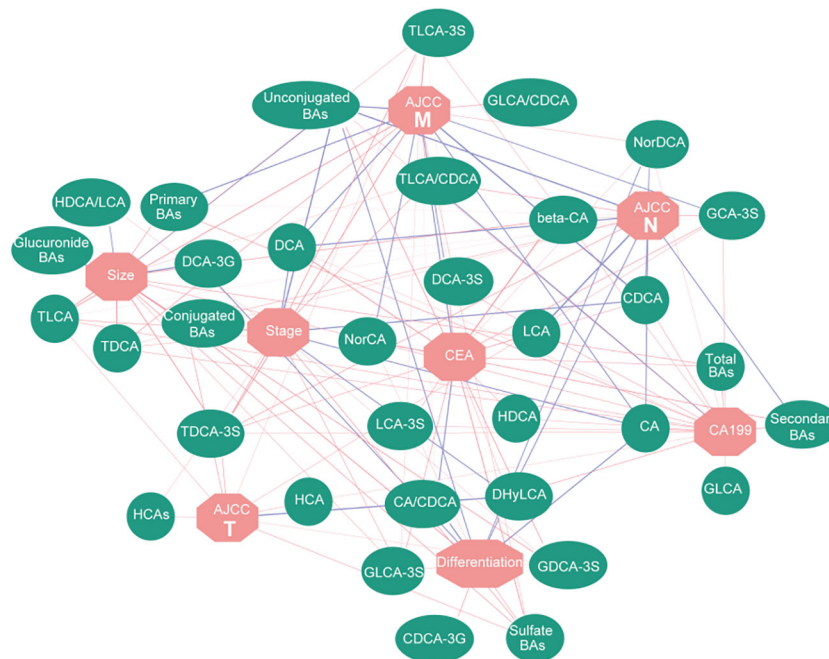 TLCA-3S
Unconjugated
BAs
AJCC
M
GLCA/CDCA
NorDCA
HDCA/LCA
Primary
BAs
TLCA/CDCA
beta-CA
AJCC
N
GCA-3S
Glucuronide
BAs
Size
DCA-3G
DCA
DCA-3S
CDCA
TLCA
TDCA
Conjugated
BAs
Stage
NorCA
CEA
LCA
Total
BAs
TDCA-3S
LCA-3S
HDCA
CA
CA199
Secondar
BAs
HCAs
AJCC
T
HCA
CA/CDCA
DHyLCA
GLCA
GLCA-3S
Differentiation
GDCA-3S
CDCA-3G
Sulfate
BAs